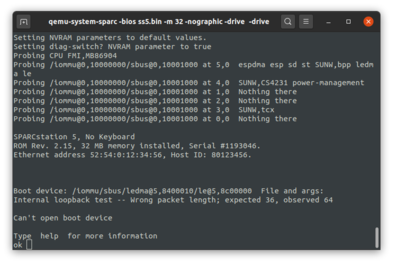 qemu-system-sparc -bios ss5.bin -m 32 -nographic -drive -drive
Setting NVRAM parameters to default values.
Setting diag-switch? NVRAM parameter to true
Probing CPU FMI,MB86904
Probing /iommu@0,10000000/sbus@0,10001000 at 5,0  espdma esp sd st SUNW,bpp ledm
a le
Probing /iommu@0,10000000/sbus@0,10001000 at 4,0  SUNW,CS4231 power-management
Probing /iommu@0,10000000/sbus@0,10001000 at 1,0  Nothing there
Probing /iommu@0,10000000/sbus@0,10001000 at 2,0  Nothing there
Probing /iommu@0,10000000/sbus@0,10001000 at 3,0  SUNW,tcx
Probing /iommu@0,10000000/sbus@0,10001000 at 0,0  Nothing there
SPARCstation 5, No Keyboard
ROM Rev. 2.15, 32 MB memory installed, Serial #1193046.
Ethernet address 52:54:0:12:34:56, Host ID: 80123456.
Boot device: /iommu/sbus/ledma@5,8400010/le@5,8c00000  File and args:
Internal loopback test -- Wrong packet length; expected 36, observed 64
Can't open boot device
Type  help  for more information
ok